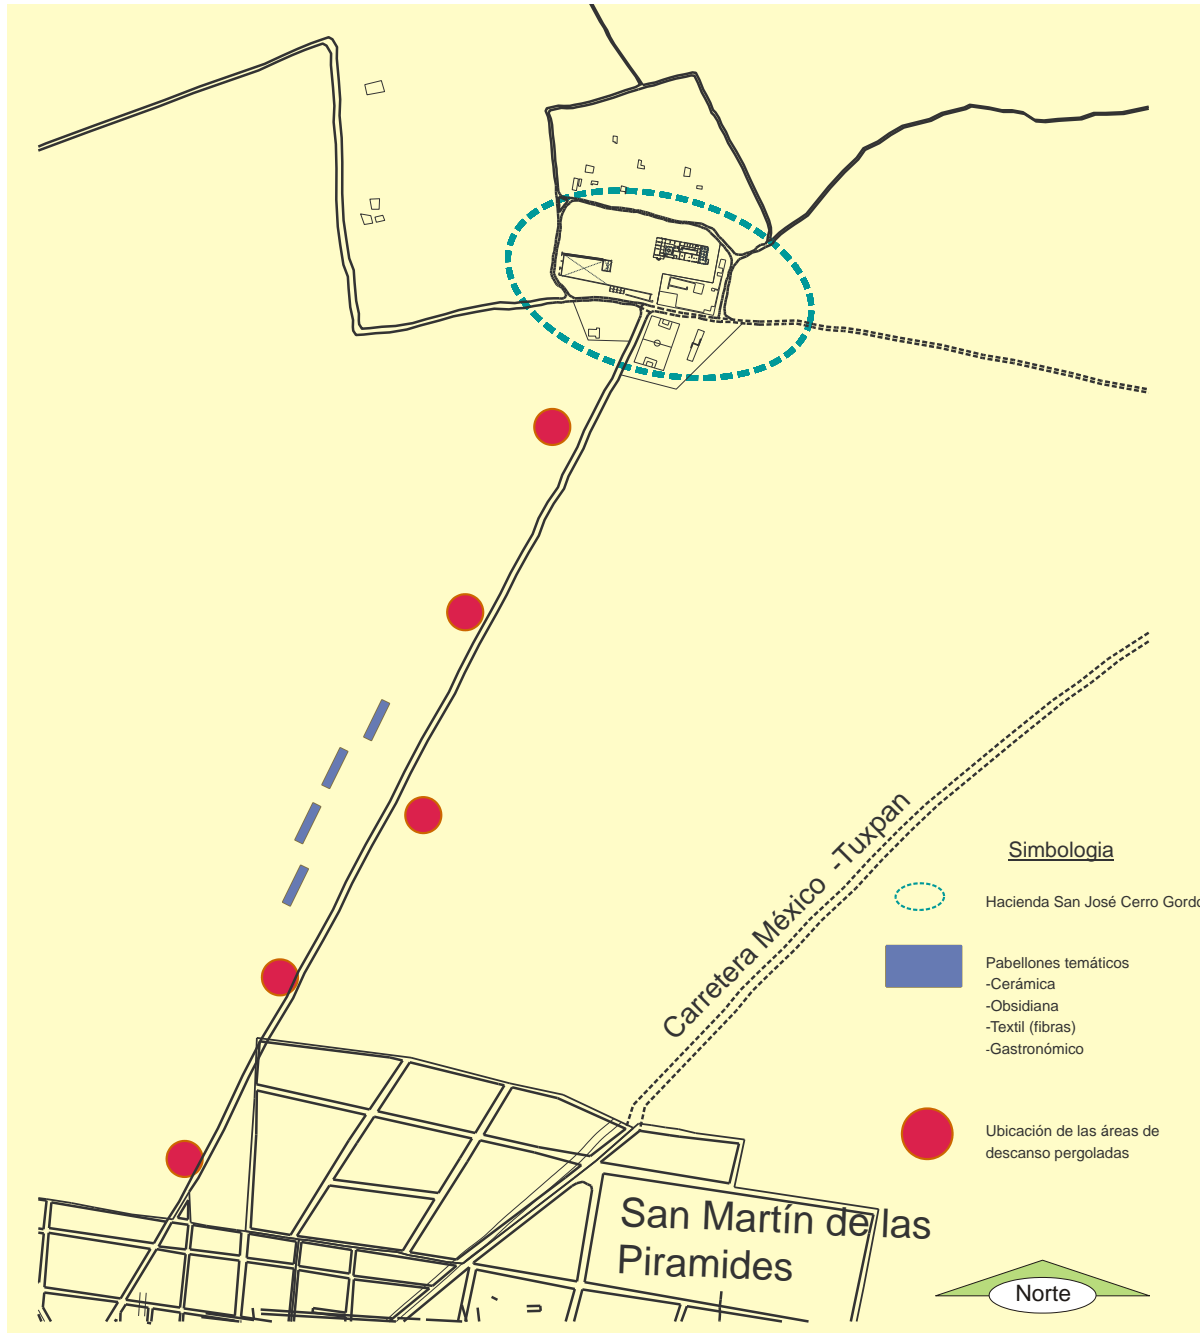 Carretera México -Tuxpan
Simbologia
Hacienda San José Cerro Gordo
Pabellones temáticos
-Cerámica
-Obsidiana
-Textil (fibras)
-Gastronómico
Ubicación de las áreas de
descanso pergoladas
San Martín de las
Piramides
Norte